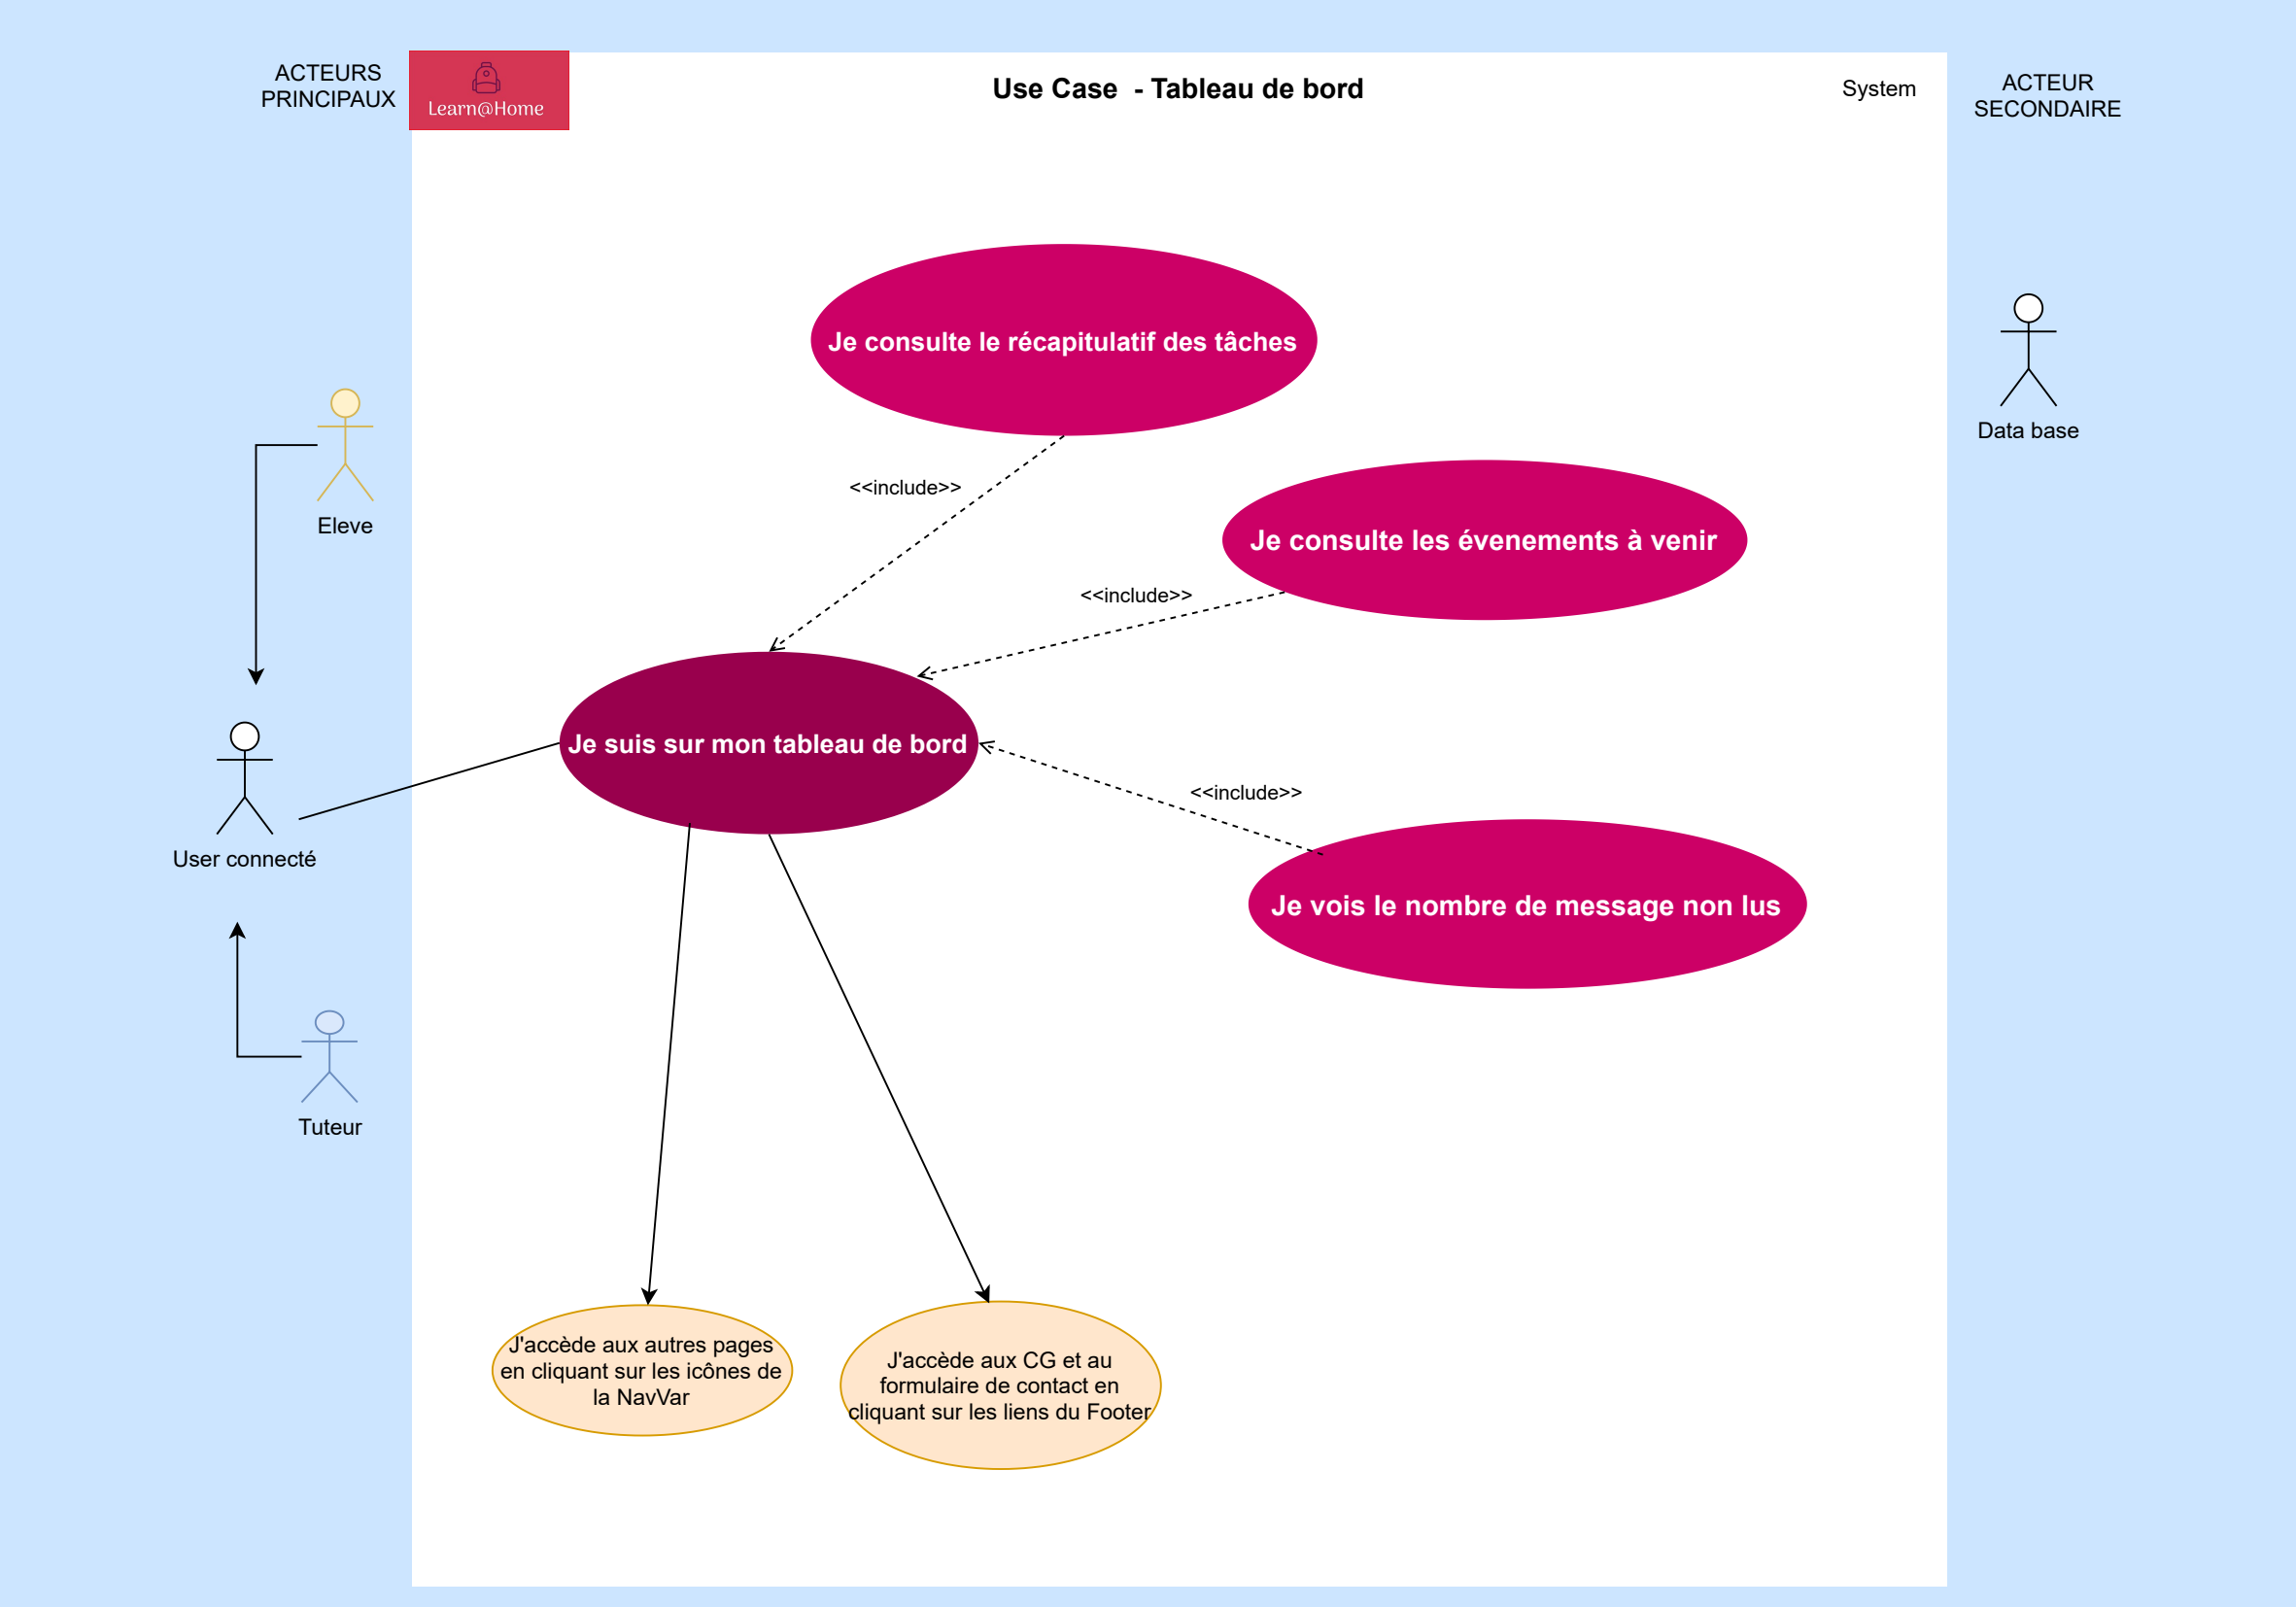 ACTEURS
PRINCIPAUX
Learn@Home
Use Case  - Tableau de bord
System
ACTEUR
SECONDAIRE
Je consulte le récapitulatif des tâches
Data base
<<include>>
Eleve
Je consulte les évenements à venir
<<include>>
Je suis sur mon tableau de bord
<<include>>
User connecté
Je vois le nombre de message non lus
Tuteur
J'accède aux autres pages
en cliquant sur les icônes de
la NavVar
J'accède aux CG et au
formulaire de contact en
cliquant sur les liens du Footer